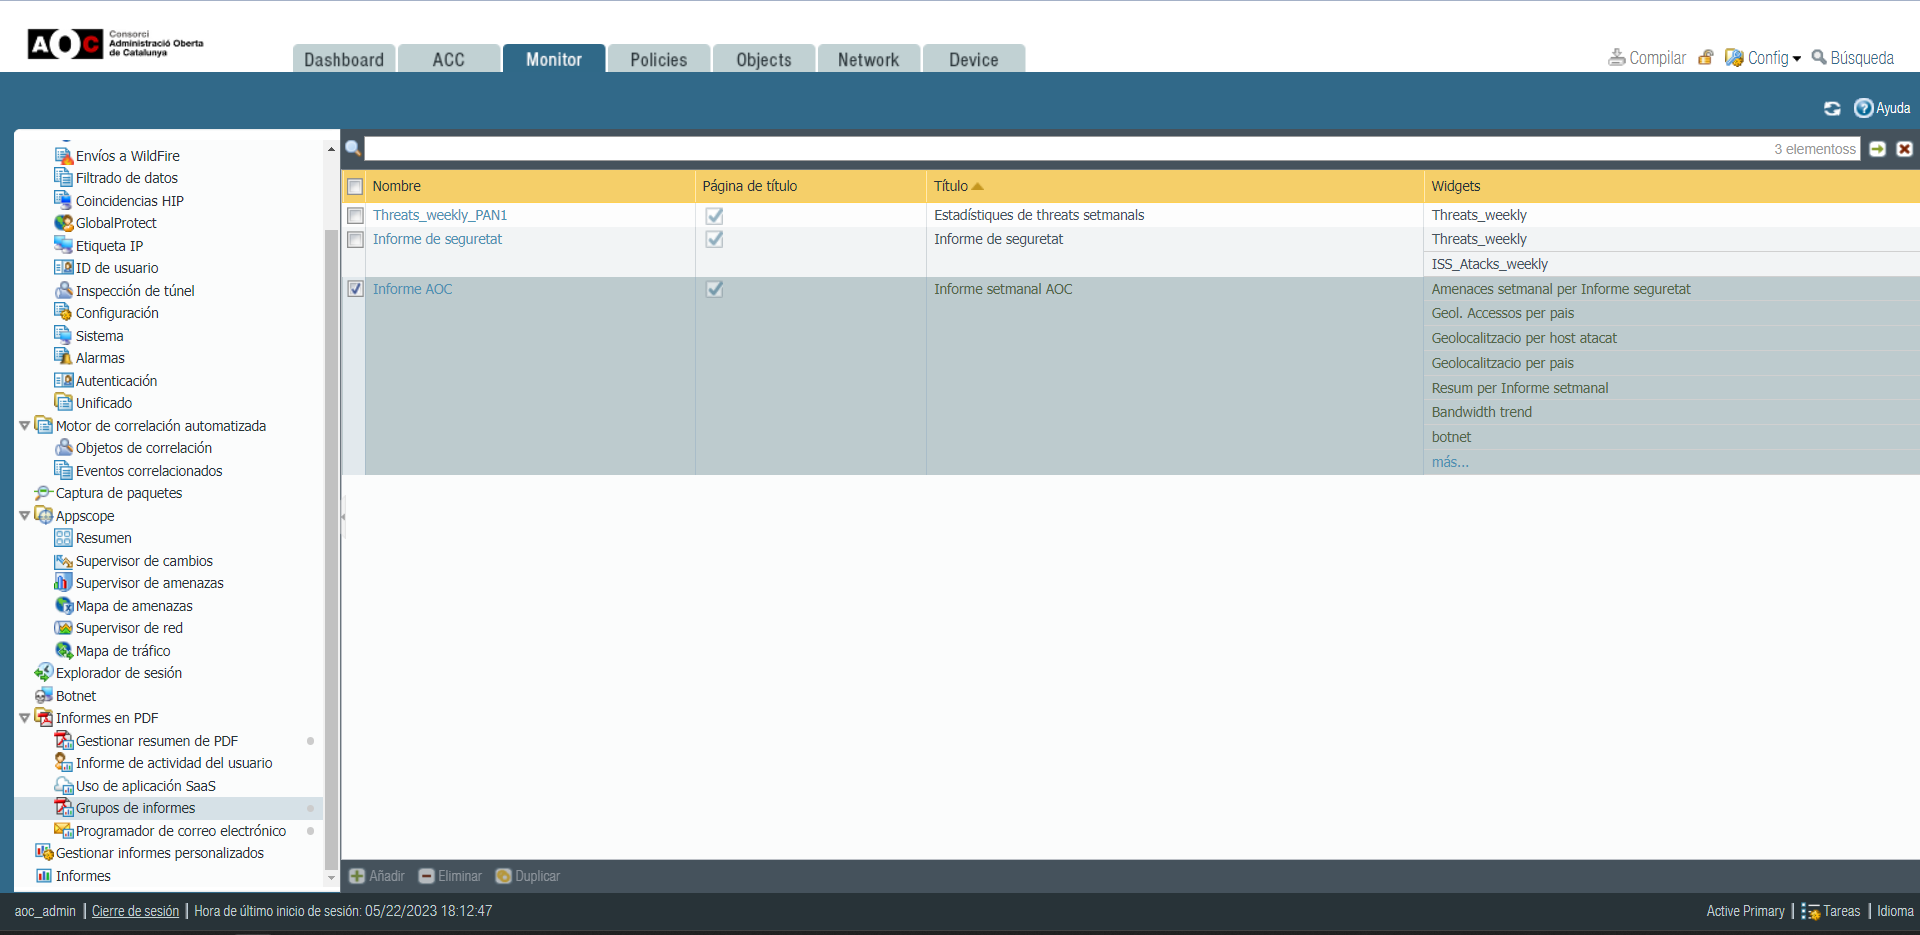 AOC
Consorci
Administració Oberta
de Catalunya
Dashboard
ACC
Monitor
Policies
Objects
Network
Device
Compilar
Config
Búsqueda
Ayuda
Envíos a WildFire
Filtrado de datos
Coincidencias HIP
GlobalProtect
Etiqueta IP
ID de usuario
Inspección de túnel
Configuración
Sistema
Alarmas
Autenticación
Unificado
Motor de correlación automatizada
Objetos de correlación
Eventos correlacionados
Captura de paquetes
Appscope
Resumen
Supervisor de cambios
Supervisor de amenazas
Mapa de amenazas
Supervisor de red
Mapa de tráfico
Explorador de sesión
Botnet
Informes en PDF
Gestionar resumen de PDF
Informe de actividad del usuario
Uso de aplicación SaaS
Grupos de informes
Programador de correo electrónico
Gestionar informes personalizados
Informes
3 elementoss
Nombre Página de título Título Widgets
Threats_weekly_PAN1 Estadístiques de threats setmanals Threats_weekly
Informe de seguretat Informe de seguretat Threats_weekly
ISS_Atacks_weekly
Informe AOC Informe setmanal AOC Amenaces setmanal per Informe seguretat
Geol. Accessos per pais
Geolocalitzacio per host atacat
Geolocalitzacio per pais
Resum per Informe setmanal
Bandwidth trend
botnet
más...
Añadir Eliminar Duplicar
aoc_admin | Cierre de sesión | Hora de último inicio de sesión: 05/22/2023 18:12:47
Active Primary | Tareas | Idioma